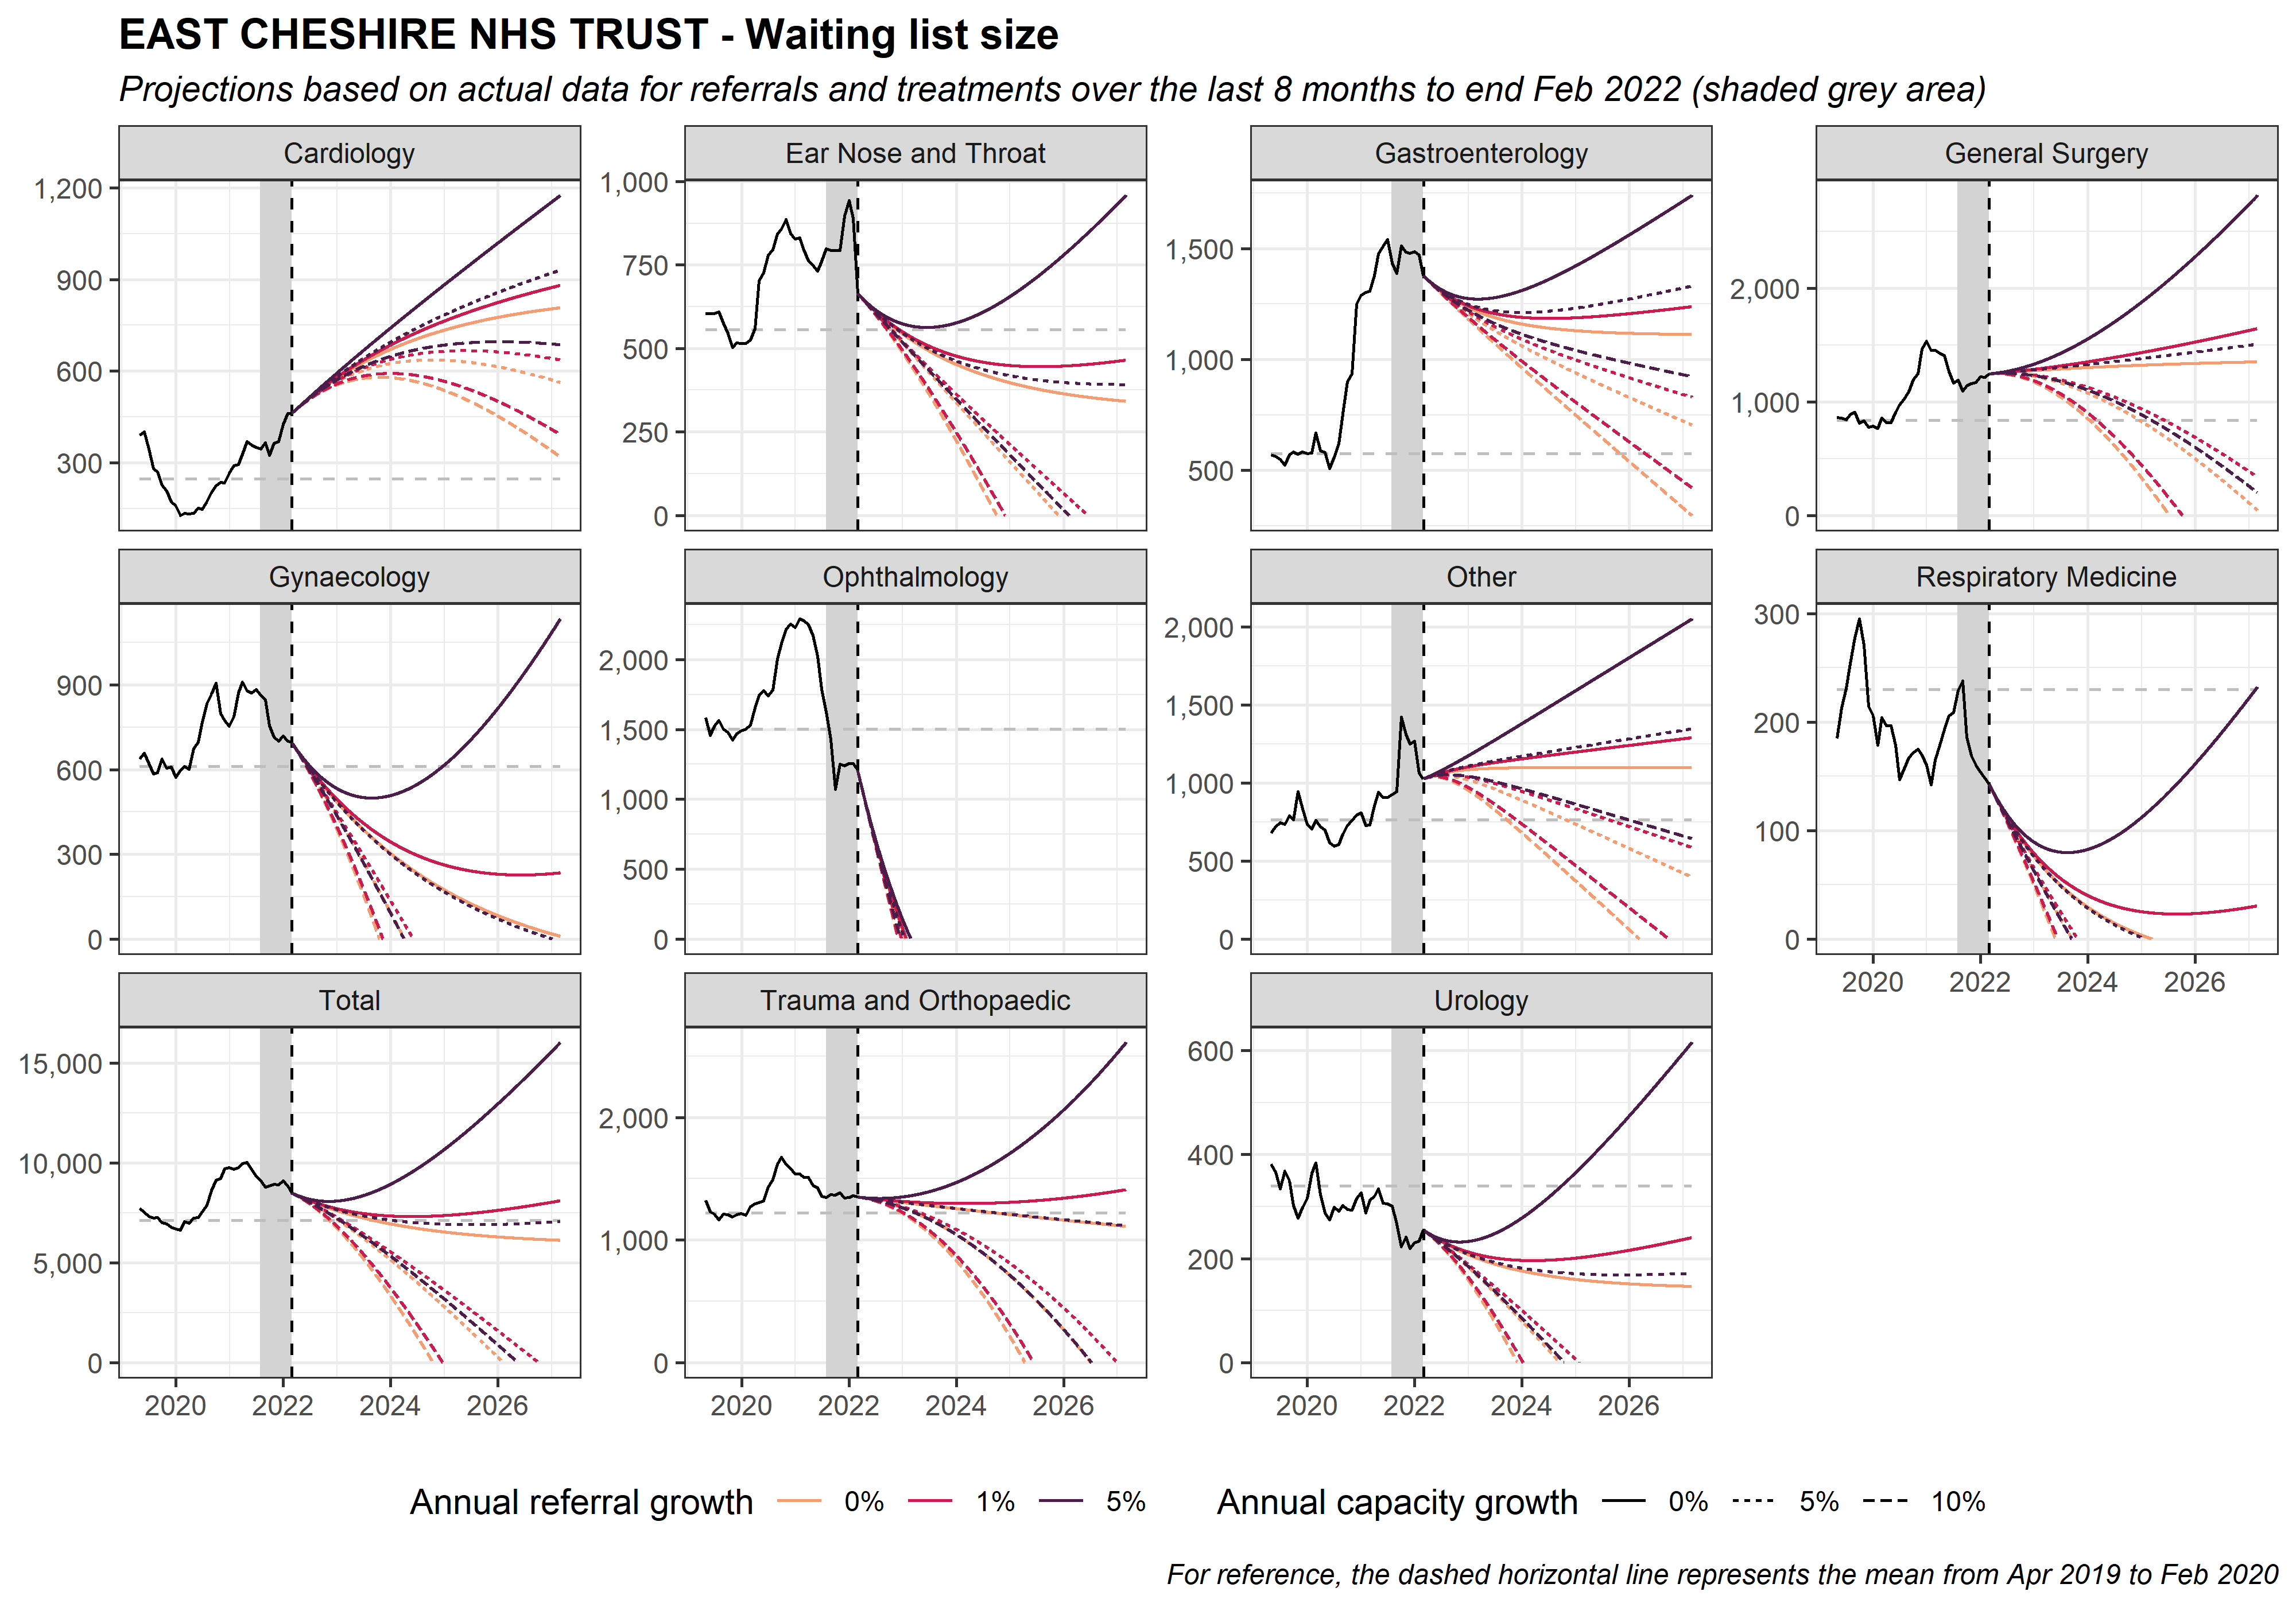 EAST CHESHIRE NHS TRUST - Waiting list size
Projections based on actual data for referrals and treatments over the last 8 months to end Feb 2022 (shaded grey area)
Cardiology
1,200
900
600
300
Ear Nose and Throat
1,000
750
500
250
0
Gastroenterology
1,500
1,000
500
General Surgery
2,000
1,000
0
Gynaecology
900
600
300
0
Ophthalmology
2,000
1,500
1,000
500
0
Other
2,000
1,500
1,000
500
0
Respiratory Medicine
300
200
100
0
2020 2022 2024 2026
Total
15,000
10,000
5,000
0
2020 2022 2024 2026
Trauma and Orthopaedic
2,000
1,000
0
2020 2022 2024 2026
Urology
600
400
200
0
2020 2022 2024 2026
Annual referral growth 0% 1% 5%
Annual capacity growth 0% 5% 10%
For reference, the dashed horizontal line represents the mean from Apr 2019 to Feb 2020